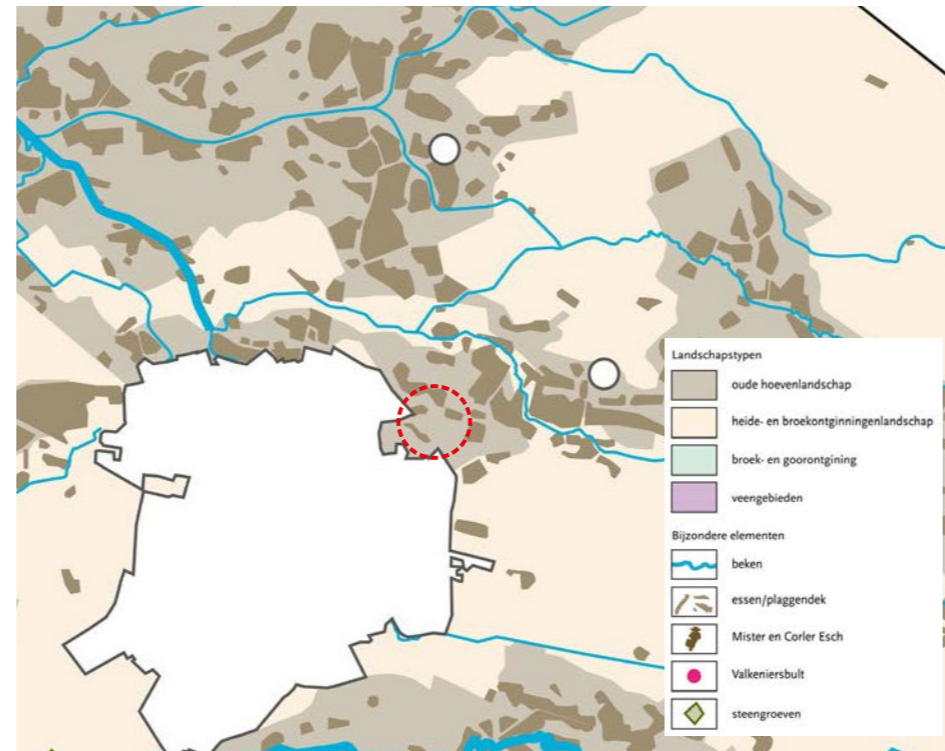 Landschapstypen
oude hoevenlandschap
heide- en broekontginningenlandschap
broek- en goorontgining
veengebieden
Bijzondere elementen
beken
essen/plaggendek
Mister en Corler Esch
Valkeniersbult
steengroeven